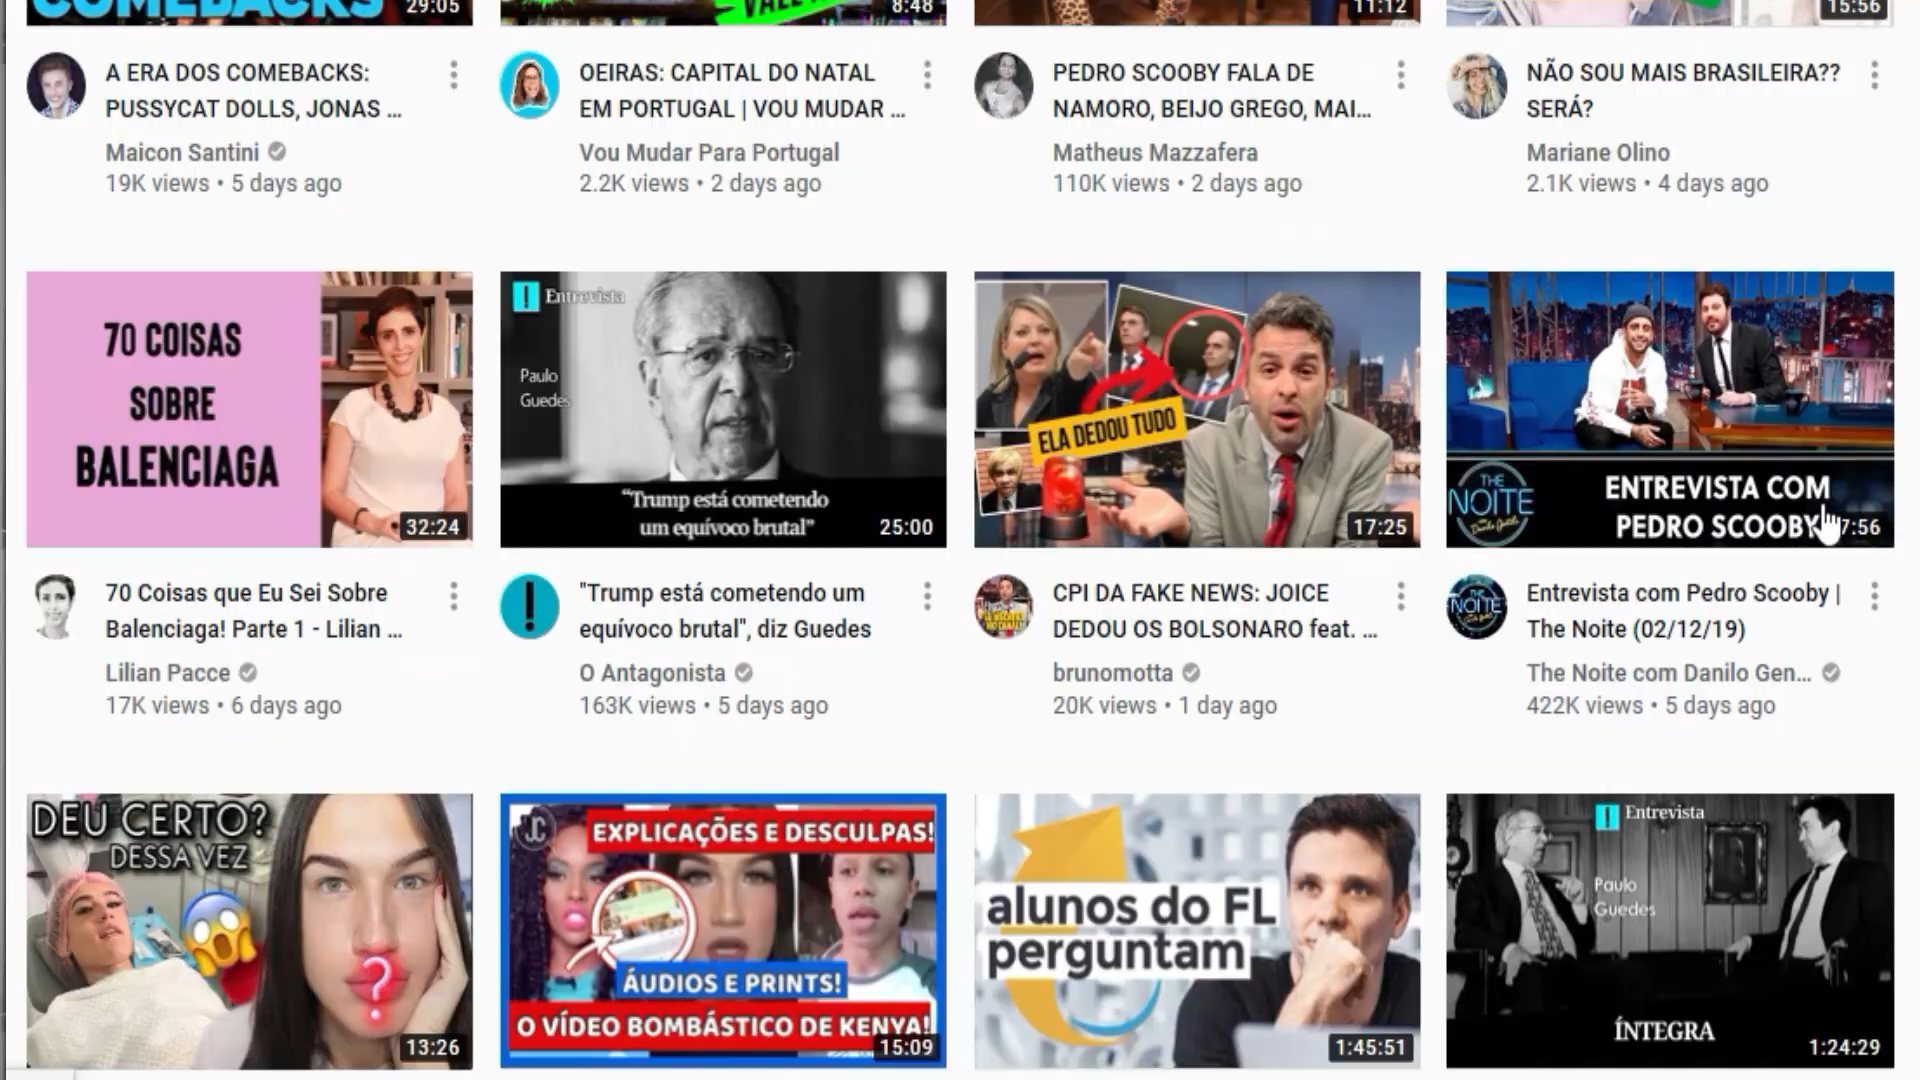 COMEBACKS
29:05
8:48
11:12
15:56
A ERA DOS COMEBACKS:
PUSSYCAT DOLLS, JONAS ...
Maicon Santini
19K views • 5 days ago
OEIRAS: CAPITAL DO NATAL
EM PORTUGAL | VOU MUDAR ...
Vou Mudar Para Portugal
2.2K views • 2 days ago
PEDRO SCOOBY FALA DE
NAMORO, BEIJO GREGO, MAI...
Matheus Mazzafera
110K views • 2 days ago
NÃO SOU MAIS BRASILEIRA??
SERÁ?
Mariane Olino
2.1K views • 4 days ago
70 COISAS
SOBRE
BALENCIAGA
32:24
Entrevista
Paulo
Guedes
"Trump está cometendo
um equívoco brutal"
25:00
ELA DEDOU TUDO
17:25
THE
NOITE
ENTREVISTA COM
PEDRO SCOOBY
7:56
70 Coisas que Eu Sei Sobre
Balenciaga! Parte 1 - Lilian ...
Lilian Pacce
17K views • 6 days ago
"Trump está cometendo um
equívoco brutal", diz Guedes
O Antagonista
163K views • 5 days ago
CPI DA FAKE NEWS: JOICE
DEDOU OS BOLSONARO feat. ...
brunomotta
20K views • 1 day ago
THE
NOITE
Entrevista com Pedro Scooby |
The Noite (02/12/19)
The Noite com Danilo Gen...
422K views • 5 days ago
DEU CERTO?
DESSA VEZ
?
13:26
JC
EXPLICAÇÕES E DESCULPAS!
ÁUDIOS E PRINTS!
O VÍDEO BOMBÁSTICO DE KENYA!
15:09
alunos do FL
perguntam
1:45:51
Entrevista
Paulo
Guedes
ÍNTEGRA
1:24:29